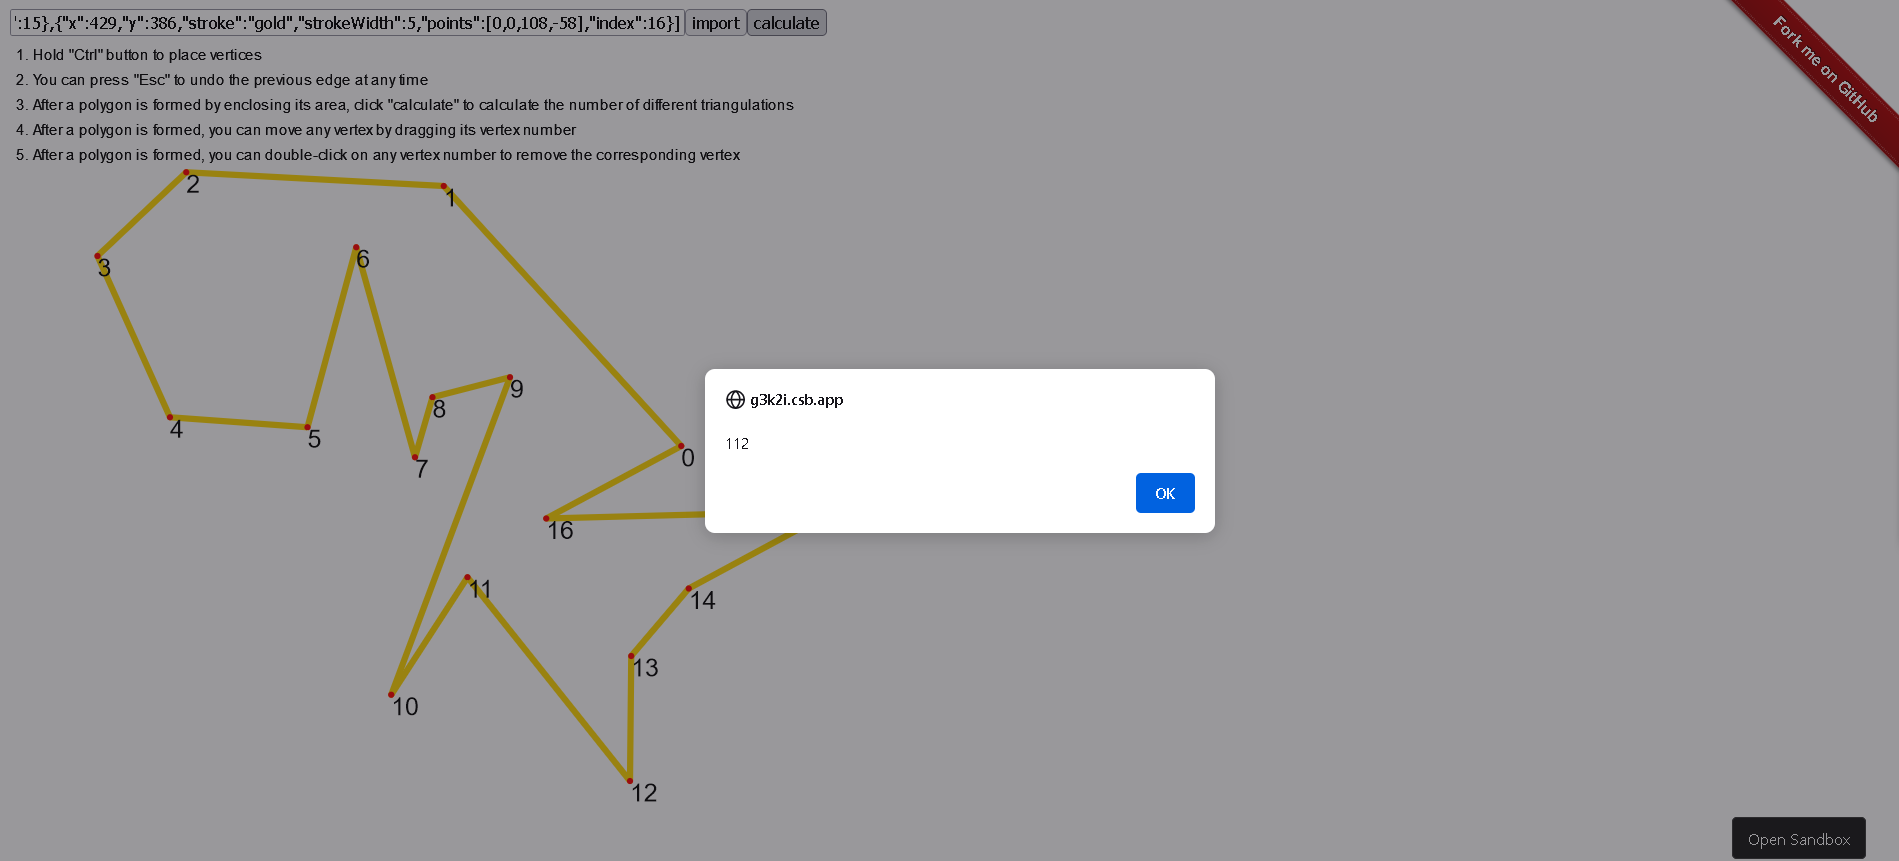 ':15},{"x":429,"y":386,"stroke":"gold","strokeWidth":5,"points":[0,0,108,-58],"index":16}] import calculate
1. Hold "Ctrl" button to place vertices
2. You can press "Esc" to undo the previous edge at any time
3. After a polygon is formed by enclosing its area, click "calculate" to calculate the number of different triangulations
4. After a polygon is formed, you can move any vertex by dragging its vertex number
5. After a polygon is formed, you can double-click on any vertex number to remove the corresponding vertex
Fork me on GitHub
2
1
6
3
9
8
4
5
7
0
16
11
14
13
10
12
g3k2i.csb.app
112
OK
Open Sandbox